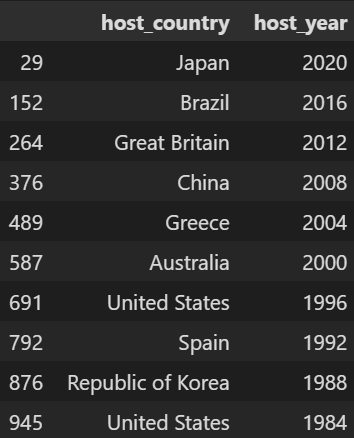 host_country host_year
29 Japan 2020
152 Brazil 2016
264 Great Britain 2012
376 China 2008
489 Greece 2004
587 Australia 2000
691 United States 1996
792 Spain 1992
876 Republic of Korea 1988
945 United States 1984